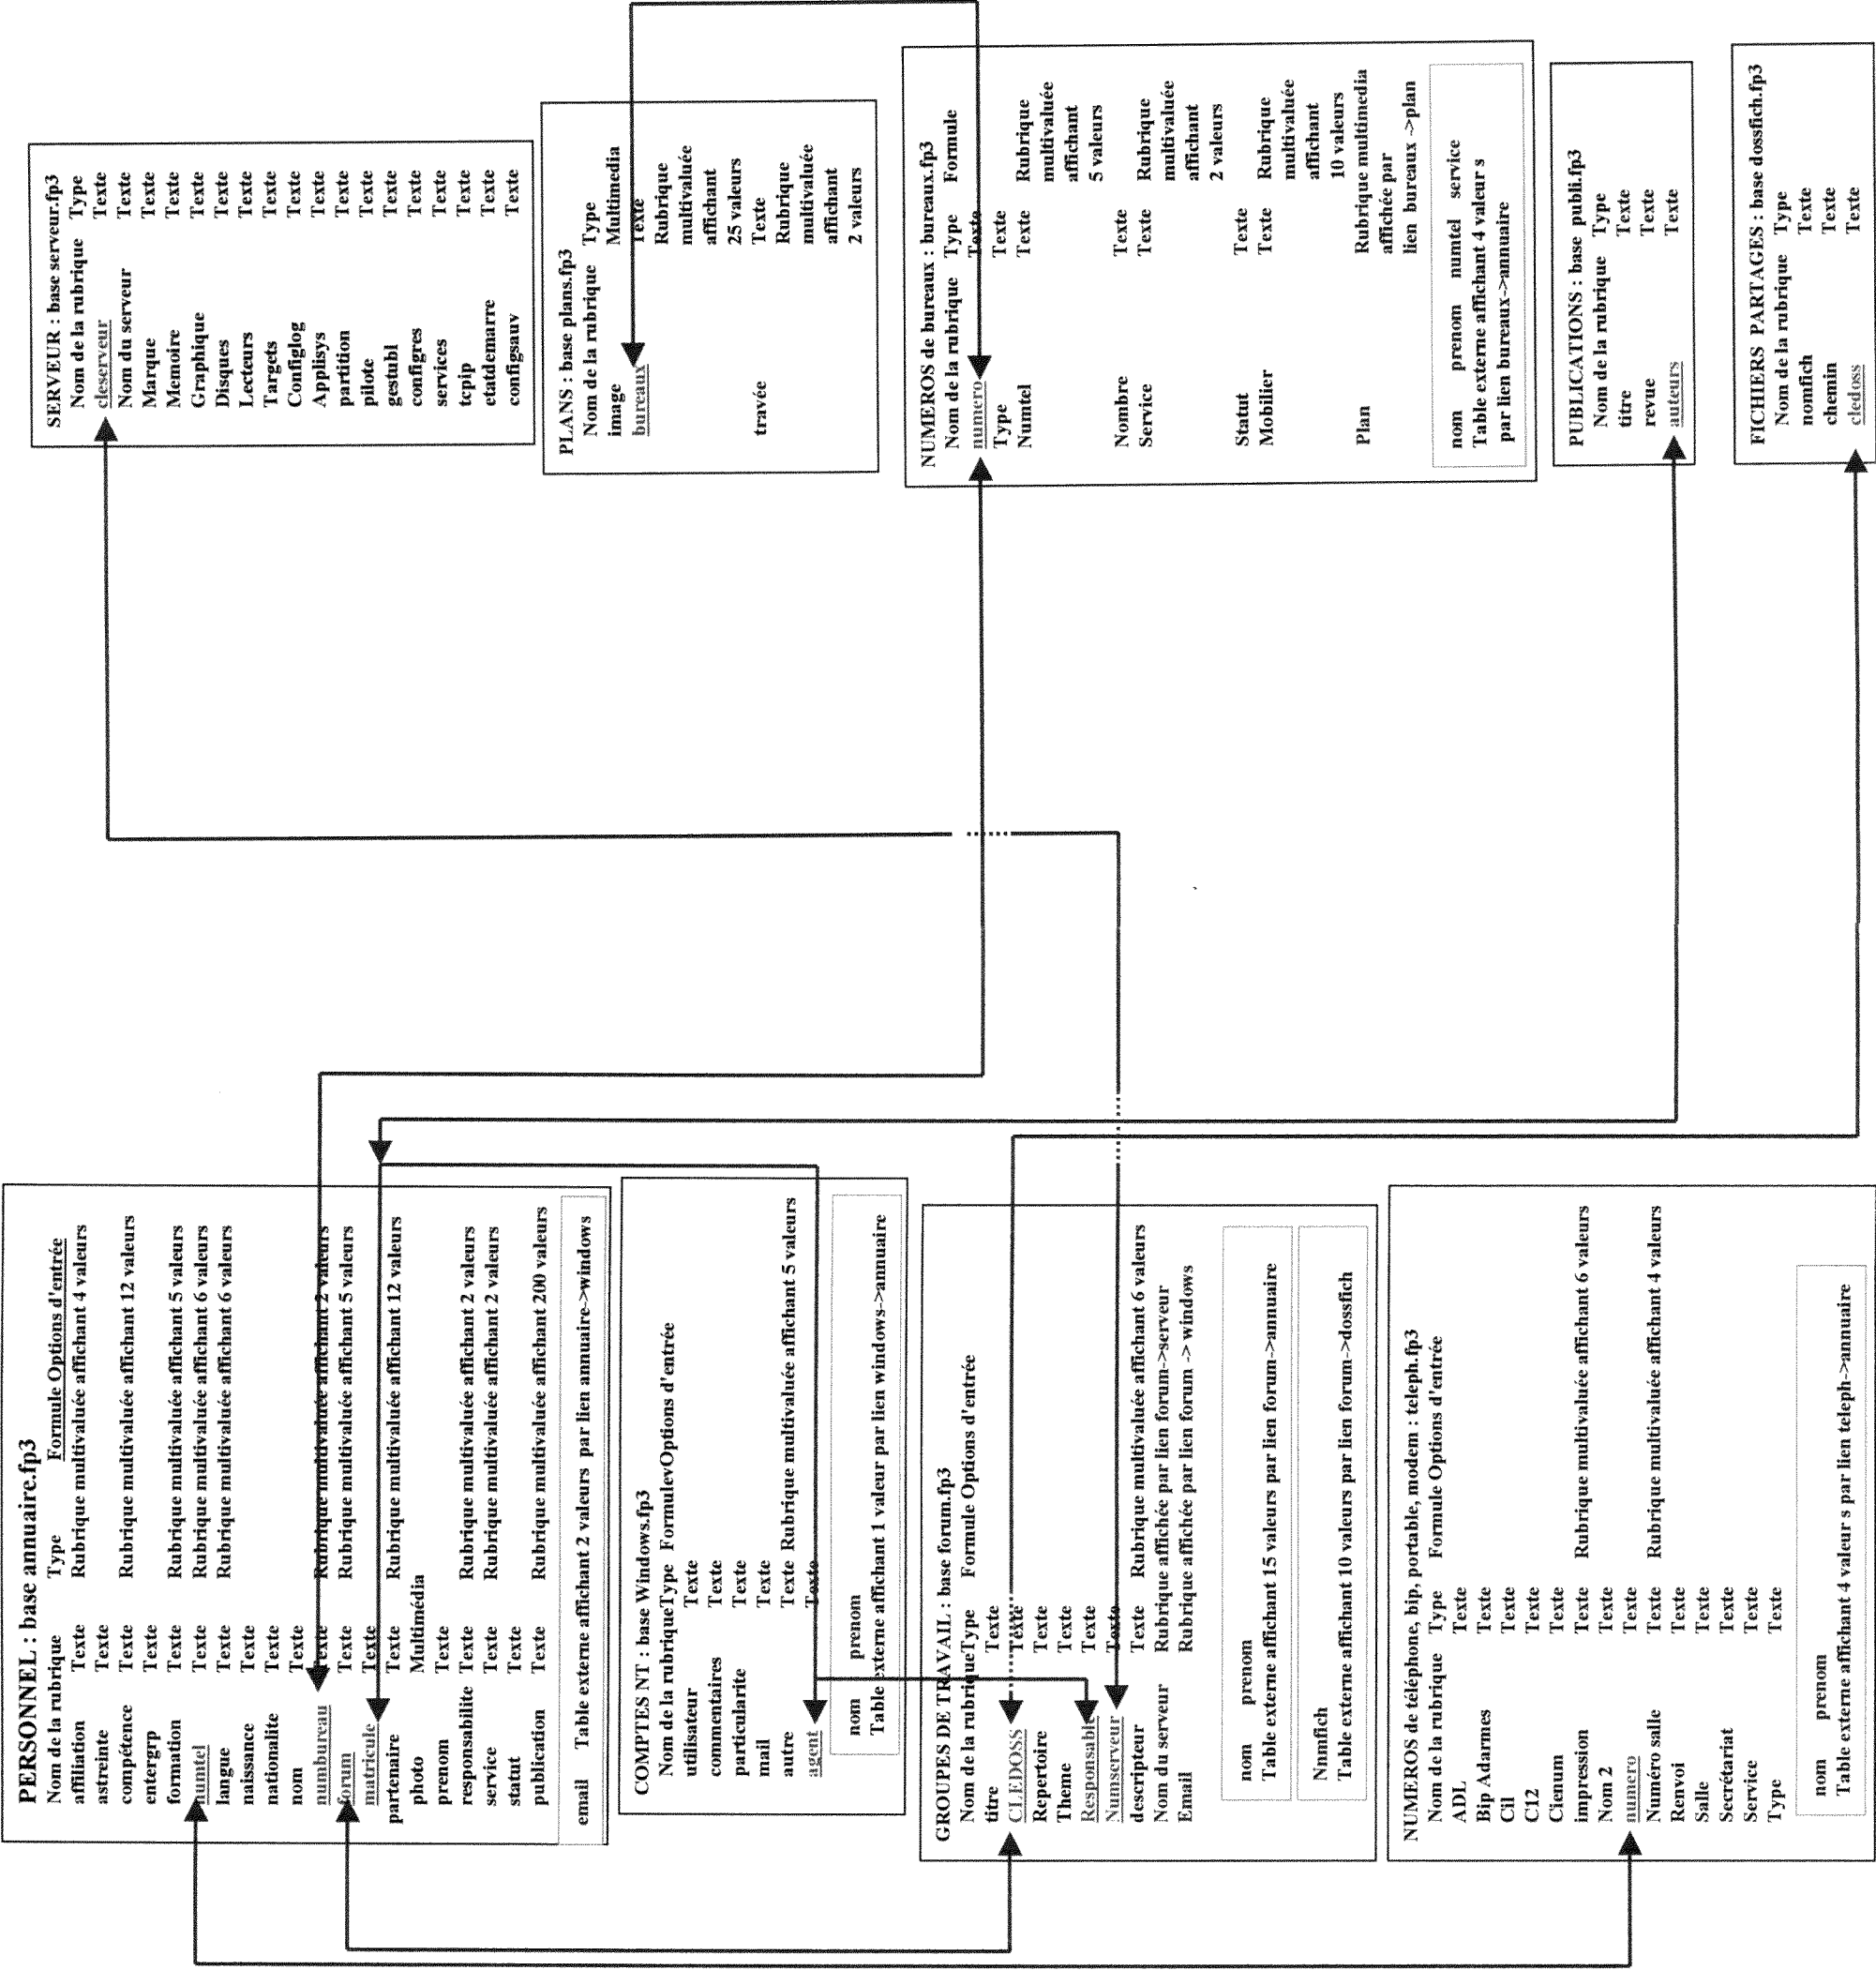 PERSONNEL : base annuaire.fp3
Nom de la rubrique Type Formule Options d'entrée
affiliation Texte Rubrique multivaluée affichant 4 valeurs
astreinte Texte
compétence Texte Rubrique multivaluée affichant 12 valeurs
entergrp Texte
formation Texte Rubrique multivaluée affichant 5 valeurs
numtel Texte Rubrique multivaluée affichant 6 valeurs
langue Texte Rubrique multivaluée affichant 6 valeurs
naissance Texte
nationalite Texte
nom Texte
numbureau Texte Rubrique multivaluée affichant 2 valeurs
forum Texte Rubrique multivaluée affichant 5 valeurs
matricule Texte
partenaire Texte Rubrique multivaluée affichant 12 valeurs
photo Multimédia
prenom Texte
responsabilite Texte Rubrique multivaluée affichant 2 valeurs
service Texte Rubrique multivaluée affichant 2 valeurs
statut Texte
publication Texte Rubrique multivaluée affichant 200 valeurs
email Table externe affichant 2 valeurs par lien annuaire->windows
COMPTES NT : base Windows.fp3
Nom de la rubriqueType FormulevOptions d'entrée
utilisateur Texte
commentaires Texte
particularite Texte
mail Texte
autre Texte Rubrique multivaluée affichant 5 valeurs
agent Texte
nom prenom
Table externe affichant 1 valeur par lien windows->annuaire
GROUPES DE TRAVAIL : base forum.fp3
Nom de la rubriqueType Formule Options d'entrée
titre Texte
CLEDOSS Texte
Repertoire Texte
Theme Texte
Responsable Texte
Numserveur Texte
descripteur Texte Rubrique multivaluée affichant 6 valeurs
Nom du serveur Rubrique affichée par lien forum->serveur
Email Rubrique affichée par lien forum -> windows
nom prenom
Table externe affichant 15 valeurs par lien forum->annuaire
Nnmfich
Table externe affichant 10 valeurs par lien forum->dossfich
NUMEROS de téléphone, bip, portable, modem : teleph.fp3
Nom de la rubrique Type Formule Options d'entrée
ADL Texte
Bip Adarmes Texte
Cil Texte
C12 Texte
Cienum Texte
impression Texte Rubrique multivaluée affichant 6 valeurs
Nom 2 Texte
numero Texte
Numéro salle Texte Rubrique multivaluée affichant 4 valeurs
Renvoi Texte
Salle Texte
Secrétariat Texte
Service Texte
Type Texte
nom prenom
Table externe affichant 4 valeur s par lien teleph->annuaire
SERVEUR : base serveur.fp3
Nom de la rubrique Type
cleserveur Texte
Nom du serveur Texte
Marque Texte
Memoire Texte
Graphique Texte
Disques Texte
Lecteurs Texte
Targets Texte
Configlog Texte
Applisys Texte
partition Texte
pilote Texte
gestubl Texte
configres Texte
services Texte
tcpip Texte
etatdemarre Texte
configsauv Texte
PLANS : base plans.fp3
Nom de la rubrique Type
image Multimedia
bureaux Texte
Rubrique
multivaluée
affichant
25 valeurs
travée Texte
Rubrique
multivaluée
affichant
2 valeurs
NUMEROS de bureaux : bureaux.fp3
Nom de la rubrique Type Formule
numero Texte
Type Texte
Numtel Texte Rubrique
multivaluée
affichant
5 valeurs
Nombre Texte
Service Texte Rubrique
multivaluée
affichant
2 valeurs
Statut Texte
Mobilier Texte Rubrique
multivaluée
affichant
10 valeurs
Plan Rubrique multimedia
affichée par
lien bureaux ->plan
nom prenom numtel service
Table externe affichant 4 valeur s
par lien bureaux->annuaire
PUBLICATIONS : base publi.fp3
Nom de la rubrique Type
titre Texte
revue Texte
auteurs Texte
FICHIERS PARTAGES : base dossfich.fp3
Nom de la rubrique Type
nomfich Texte
chemin Texte
cledoss Texte